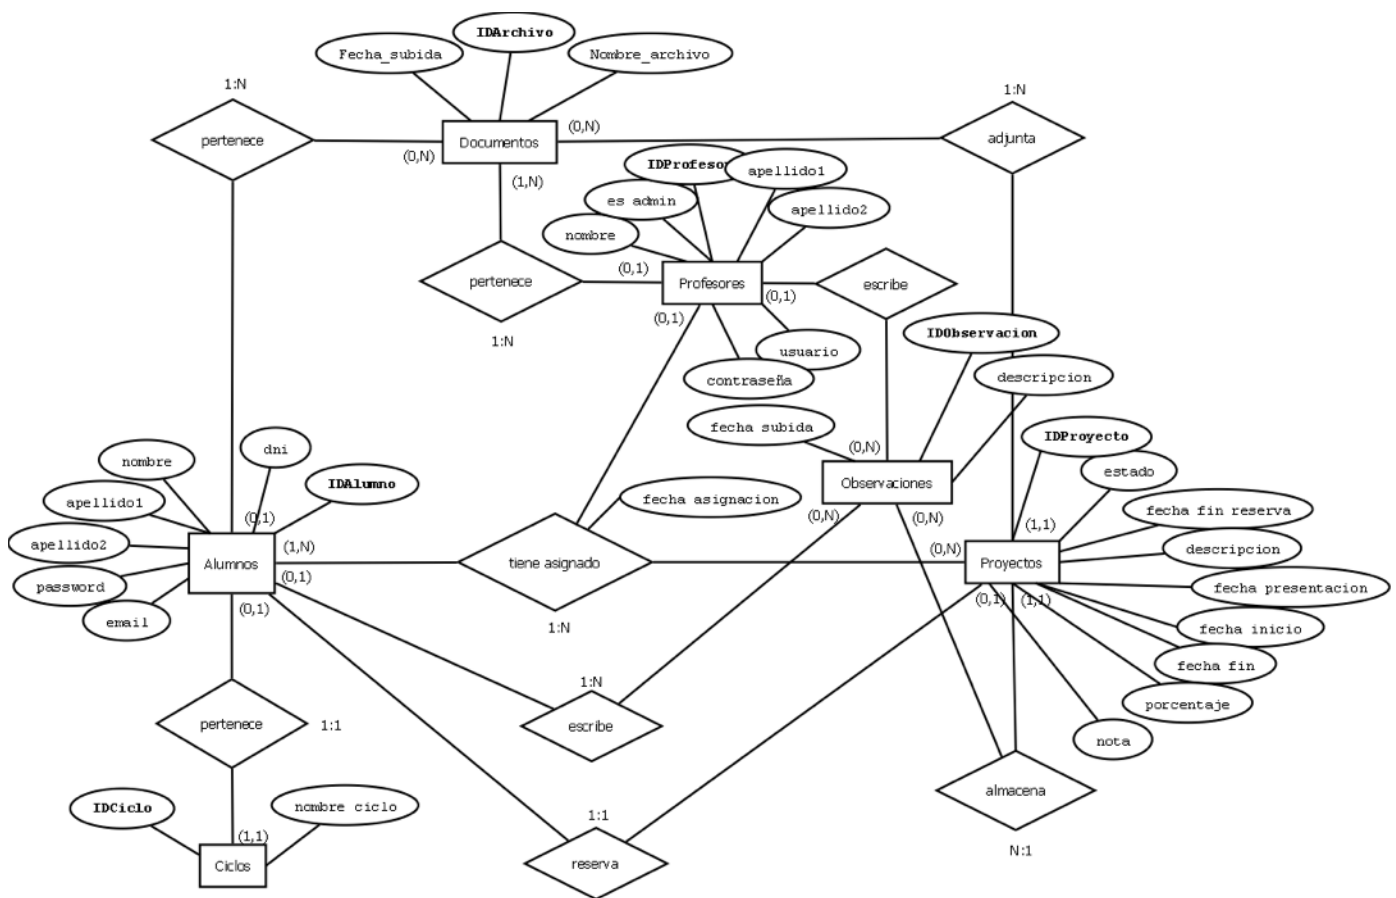 IDArchivo
Fecha_subida
Nombre_archivo
1:N
1:N
pertenece
Documentos
(0,N)
adjunta
(0,N)
(1,N)
IDProfesor
apellido1
es admin
apellido2
nombre
pertenece
(0,1)
Profesores
escribe
(0,1)
(0,1)
1:N
IDObservacion
usuario
contraseña
descripcion
fecha subida
IDProyecto
dni
nombre
(0,N)
estado
IDAlumno
Observaciones
apellido1
fecha asignacion
fecha fin reserva
(0,1)
(0,N)
(0,N)
(1,1)
apellido2
(1,N)
(0,N)
descripcion
Alumnos
tiene asignado
Proyectos
(0,1)
password
fecha presentacion
(0,1)
(0,1)
(1,1)
email
1:N
fecha inicio
fecha fin
1:N
porcentaje
pertenece
1:1
escribe
nota
almacena
IDCiclo
nombre ciclo
1:1
(1,1)
N:1
Ciclos
reserva